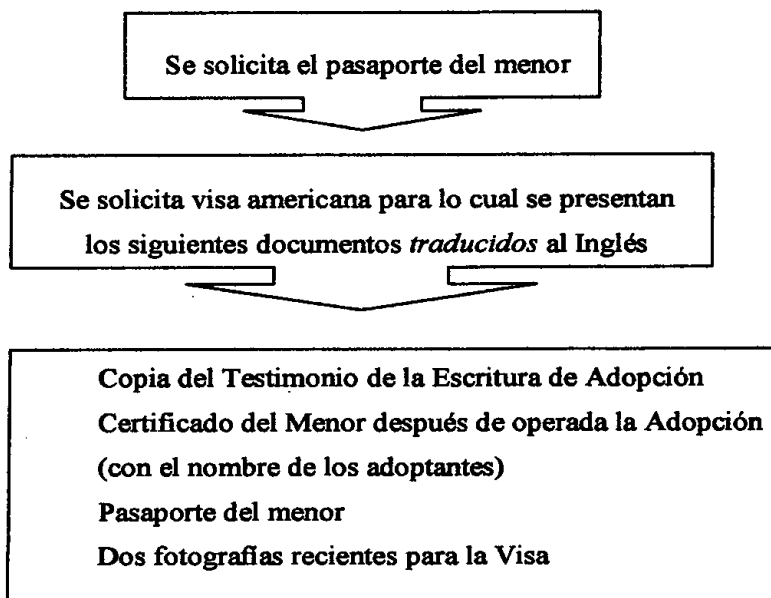 Se solicita el pasaporte del menor
Se solicita visa americana para lo cual se presentan
los siguientes documentos traducidos al Inglés
Copia del Testimonio de la Escritura de Adopción
Certificado del Menor después de operada la Adopción
(con el nombre de los adoptantes)
Pasaporte del menor
Dos fotografías recientes para la Visa